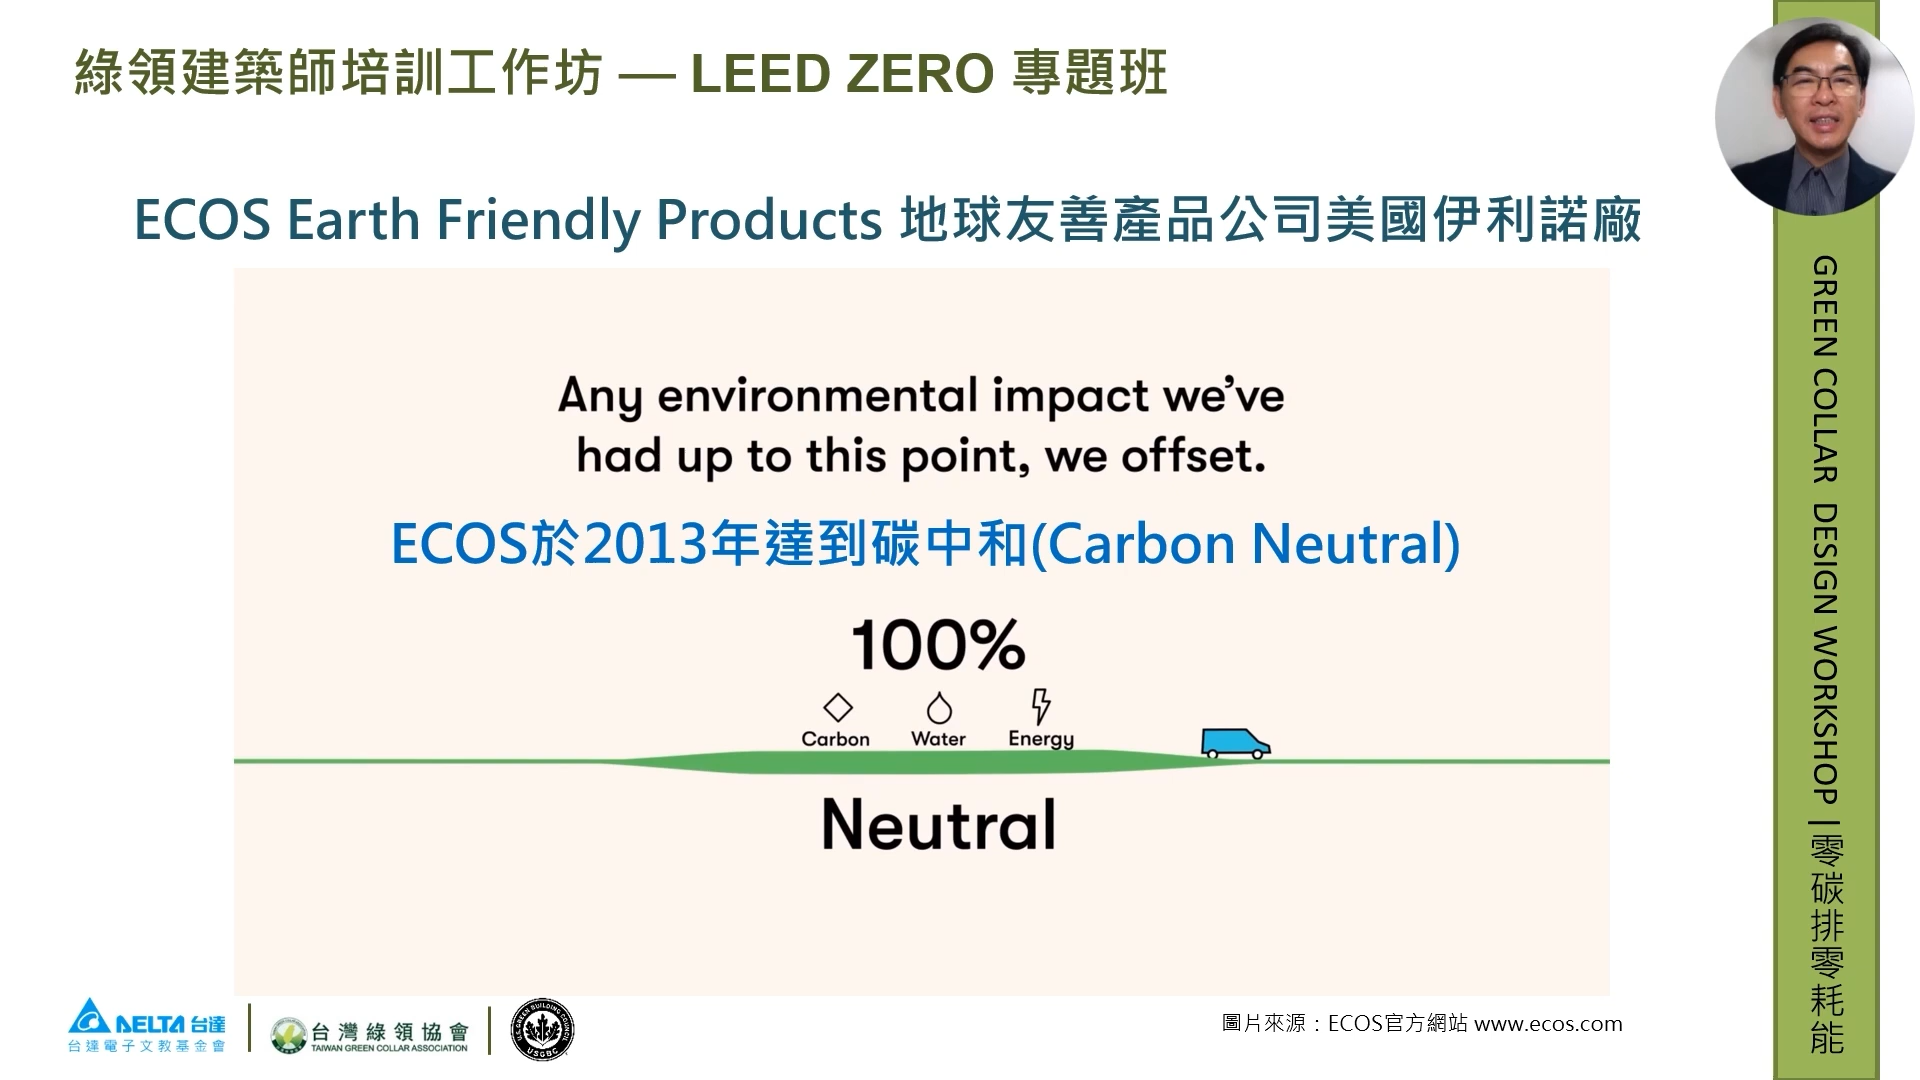 綠領建築師培訓工作坊 — LEED ZERO 專題班
ECOS Earth Friendly Products 地球友善產品公司美國伊利諾廠
Any environmental impact we’ve
had up to this point, we offset.
ECOS於2013年達到碳中和(Carbon Neutral)
100%
Carbon Water Energy
Neutral
GREEN COLLAR DESIGN WORKSHOP | 零碳排零耗能
DELTA 台達
台達電子文教基金會
台灣綠領協會
TAIWAN GREEN COLLAR ASSOCIATION
U.S. GREEN BUILDING COUNCIL
USGBC
圖片來源：ECOS官方網站 www.ecos.com